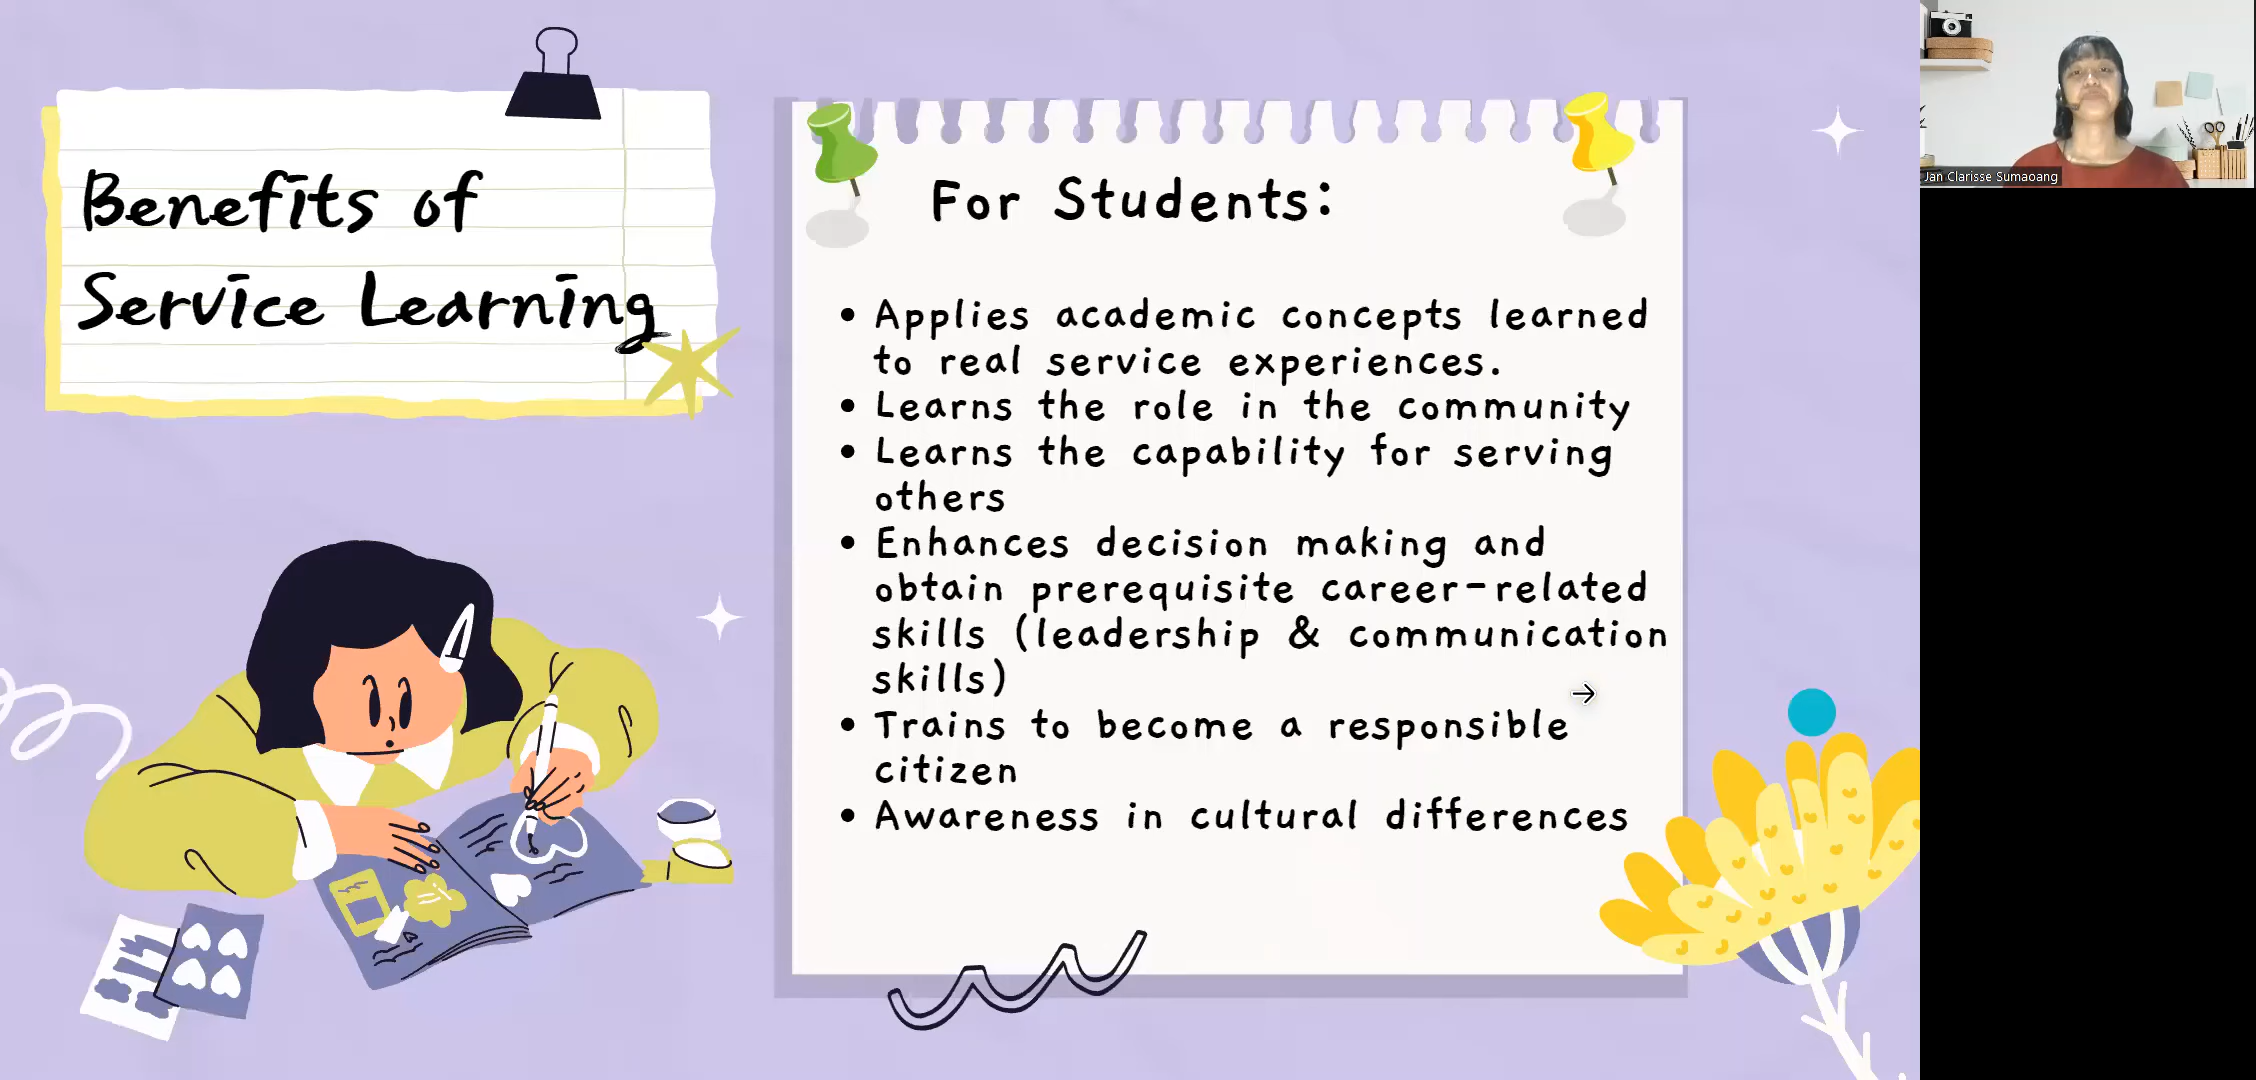 Benefits of
Service Learning
For Students:
• Applies academic concepts learned
to real service experiences.
• Learns the role in the community
• Learns the capability for serving
others
• Enhances decision making and
obtain prerequisite career-related
skills (leadership & communication
skills)
• Trains to become a responsible
citizen
• Awareness in cultural differences
Jan Clarisse Sumaoang